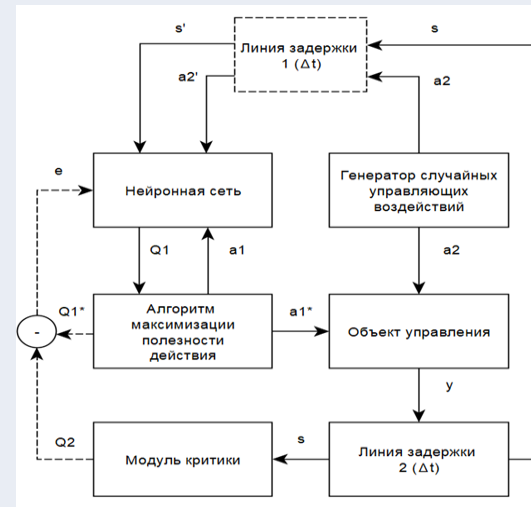 s'
Линия задержки
1 (Δt)
s
a2'
a2
e
Нейронная сеть
Генератор случайных
управляющих
воздействий
Q1
a1
a2
Q1*
-
Алгоритм
максимизации
полезности
действия
a1*
Объект управления
y
Q2
Модуль критики
s
Линия задержки
2 (Δt)